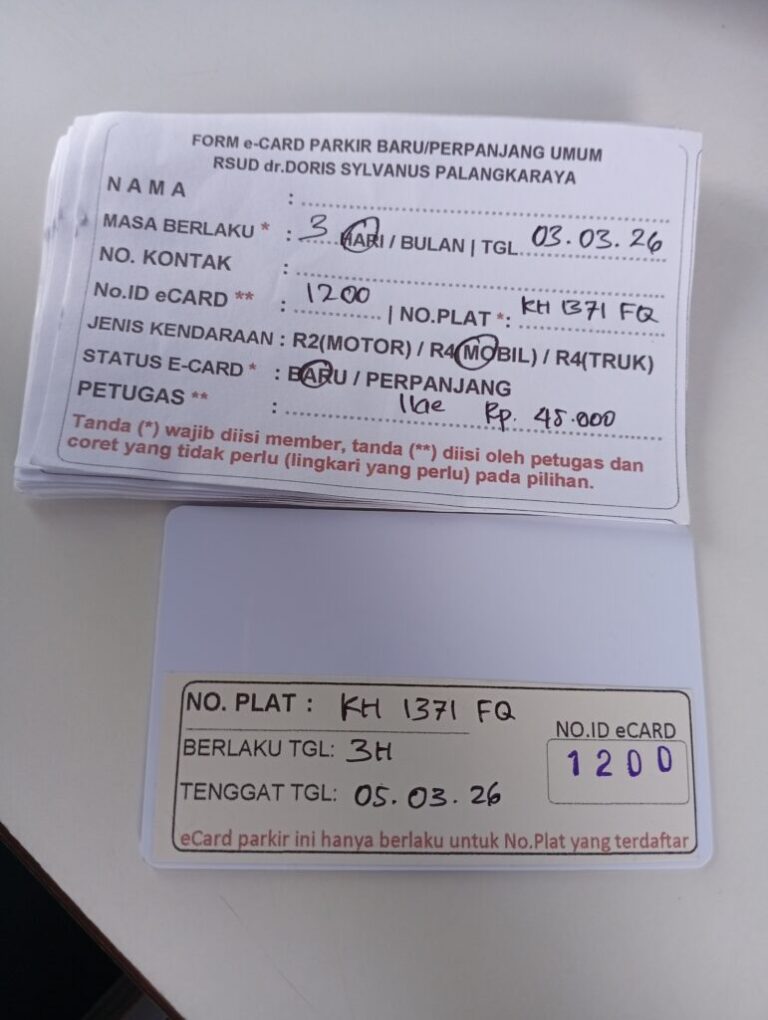 FORM e-CARD PARKIR BARU/PERPANJANG UMUM
RSUD dr.DORIS SYLVANUS PALANGKARAYA
NAMA :
MASA BERLAKU * : 3 HARI / BULAN | TGL 03.03.26
NO. KONTAK :
No.ID eCARD ** : 1200 | NO.PLAT *: KH 1371 FQ
JENIS KENDARAAN : R2(MOTOR) / R4(MOBIL) / R4(TRUK)
STATUS E-CARD * : BARU / PERPANJANG
PETUGAS ** : Rp. 45.000
Tanda (*) wajib diisi member, tanda (**) diisi oleh petugas dan
coret yang tidak perlu (lingkari yang perlu) pada pilihan.
NO. PLAT : KH 1371 FQ
NO.ID eCARD
BERLAKU TGL: 3H
1200
TENGGAT TGL: 05.03.26
eCard parkir ini hanya berlaku untuk No.Plat yang terdaftar